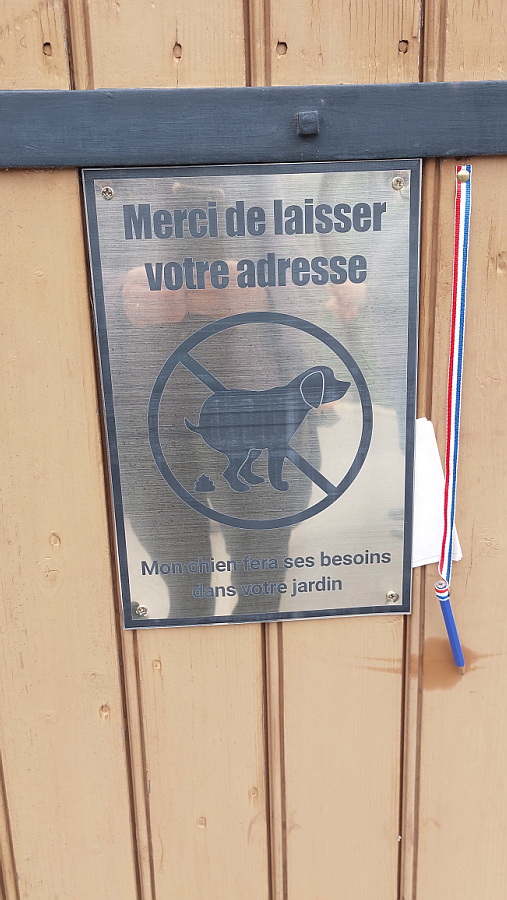 Merci de laisser
votre adresse
Mon chien fera ses besoins
dans votre jardin